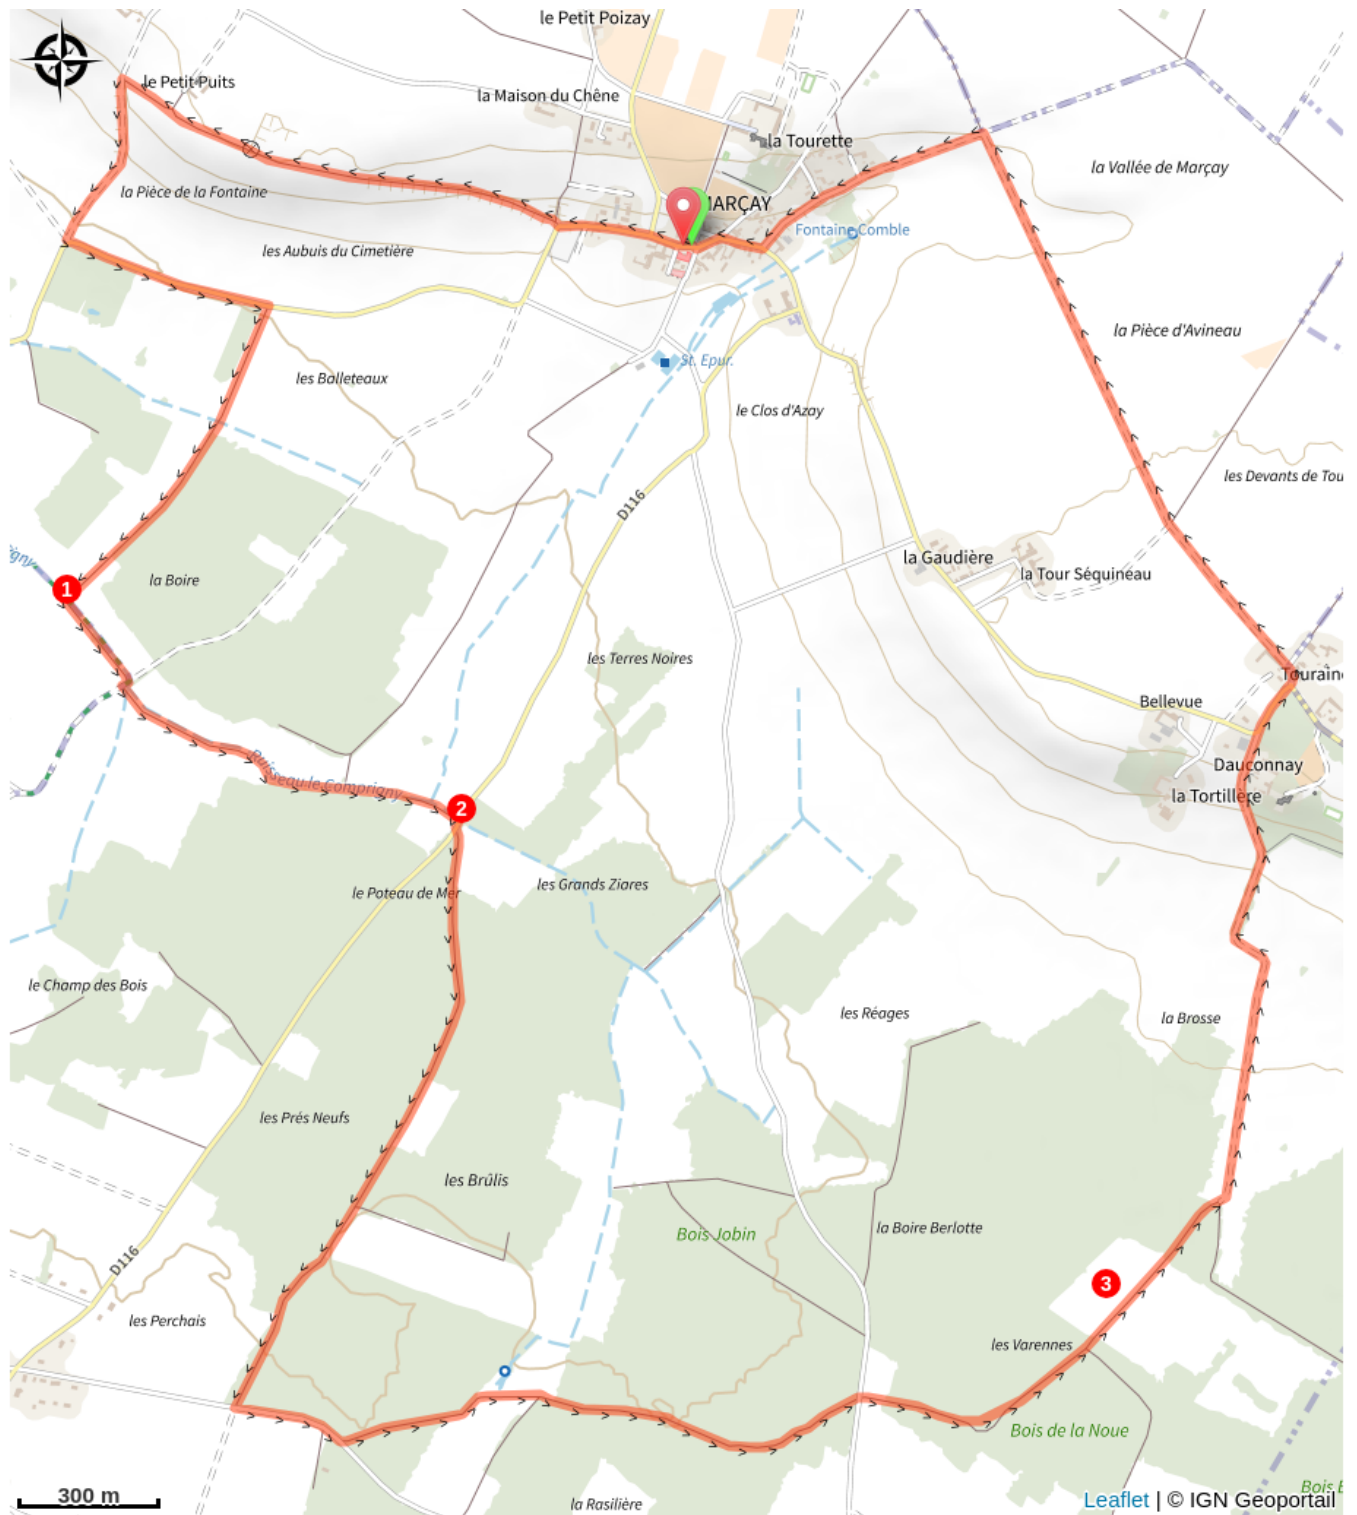 le Petit Poizay
le Petit Puits
la Maison du Chêne
la Tourette
la Vallée de Marçay
la Pièce de la Fontaine
MARÇAY
Fontaine Comble
les Aubuis du Cimetière
la Pièce d'Avineau
St. Epur.
les Balleteaux
le Clos d'Azay
les Devants de Tou
D116
la Gaudière
la Tour Séquineau
la Boire
1
les Terres Noires
Touraine
Bellevue
Dauconnay
la Tortillère
Ruisseau le Comprigny
2
le Poteau de Mer
les Grands Ziares
le Champ des Bois
les Réages
la Brosse
les Prés Neufs
les Brûlis
Bois Jobin
la Boire Berlotte
D116
3
les Perchais
les Varennes
Bois de la Noue
Bois
la Rasilière
300 m
Leaflet | © IGN Geoportail